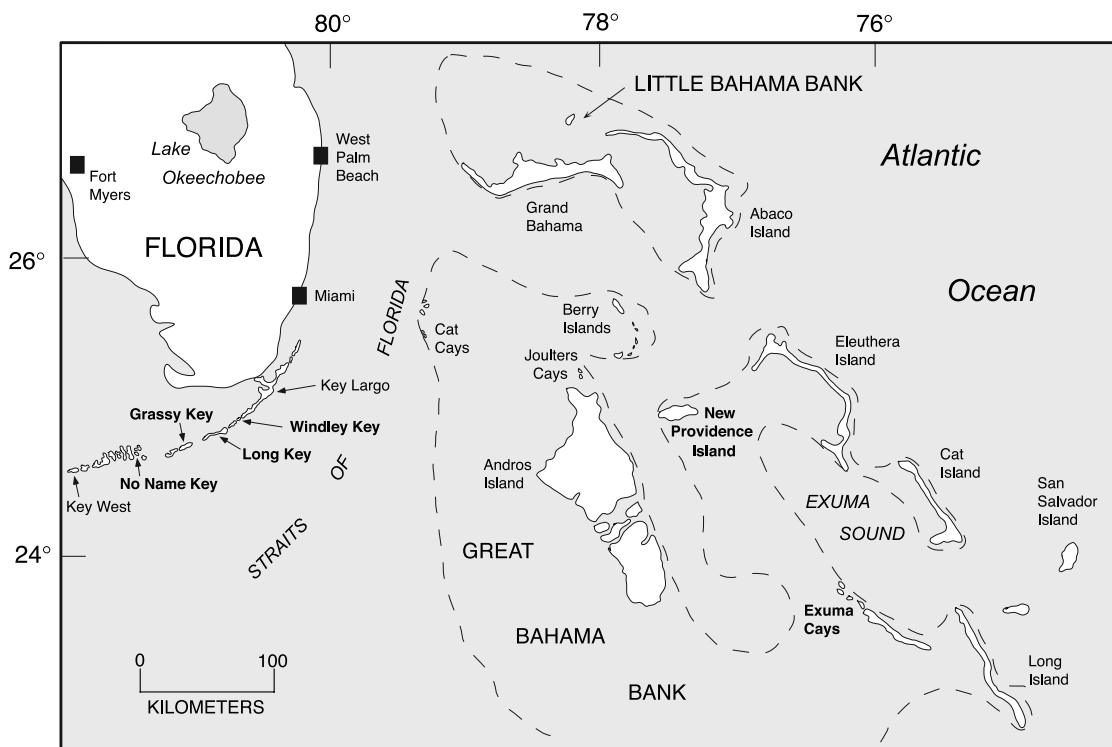 80°
78°
76°
26°
24°
LITTLE BAHAMA BANK
Lake
Okeechobee
West
Palm
Beach
Fort
Myers
Atlantic
Ocean
Grand
Bahama
Abaco
Island
FLORIDA
Miami
STRAITS
OF
FLORIDA
Cat
Cays
Berry
Islands
Joulters
Cays
Eleuthera
Island
Key Largo
Grassy Key
Windley Key
Long Key
No Name Key
Key West
New
Providence
Island
Andros
Island
Cat
Island
San
Salvador
Island
EXUMA
SOUND
GREAT
BAHAMA
BANK
Exuma
Cays
Long
Island
0
100
KILOMETERS